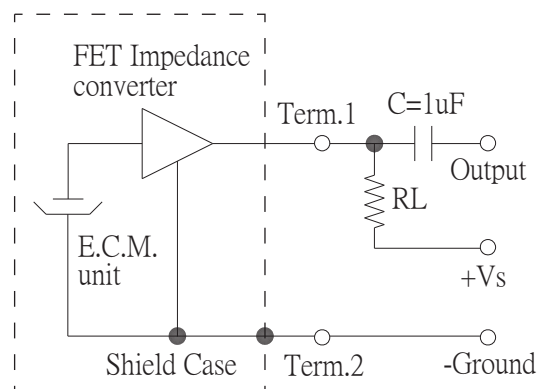 FET Impedance
converter
Term.1
C=1uF
Output
RL
E.C.M.
unit
+Vs
Shield Case
Term.2
-Ground